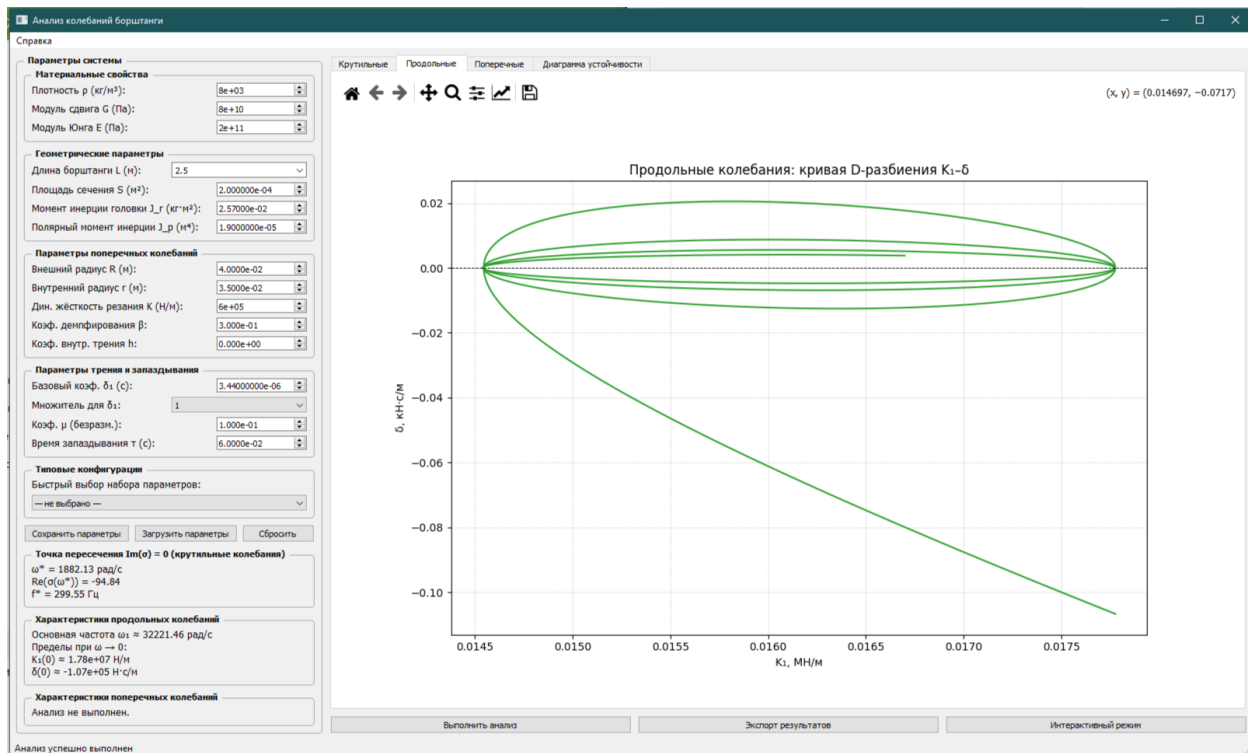 Анализ колебаний борштанги
Справка
Параметры системы
Материальные свойства
Плотность ρ (кг/м³): 8e+03
Модуль сдвига G (Па): 8e+10
Модуль Юнга E (Па): 2e+11
Геометрические параметры
Длина борштанги L (м): 2.5
Площадь сечения S (м²): 2.000000e-04
Момент инерции головки J_r (кг·м²): 2.57000e-02
Полярный момент инерции J_p (м⁴): 1.9000000e-05
Параметры поперечных колебаний
Внешний радиус R (м): 4.0000e-02
Внутренний радиус r (м): 3.5000e-02
Дин. жёсткость резания K (Н/м): 6e+05
Коэф. демпфирования β: 3.000e-01
Коэф. внутр. трения h: 0.000e+00
Параметры трения и запаздывания
Базовый коэф. δ₁ (с): 3.44000000e-06
Множитель для δ₁: 1
Коэф. μ (безразм.): 1.000e-01
Время запаздывания τ (с): 6.0000e-02
Типовые конфигурации
Быстрый выбор набора параметров:
— не выбрано —
Сохранить параметры Загрузить параметры Сбросить
Точка пересечения Im(σ) = 0 (крутильные колебания)
ω* = 1882.13 рад/с
Re(σ(ω*)) = -94.84
f* = 299.55 Гц
Характеристики продольных колебаний
Основная частота ω₁ ≈ 32221.46 рад/с
Пределы при ω → 0:
K₁(0) ≈ 1.78e+07 Н/м
δ(0) ≈ -1.07e+05 Н·с/м
Характеристики поперечных колебаний
Анализ не выполнен.
Анализ успешно выполнен
Крутильные Продольные Поперечные Диаграмма устойчивости
(x, y) = (0.014697, −0.0717)
Продольные колебания: кривая D-разбиения K₁–δ
δ, кН·с/м
0.02
0.00
−0.02
−0.04
−0.06
−0.08
−0.10
0.0145 0.0150 0.0155 0.0160 0.0165 0.0170 0.0175
K₁, МН/м
Выполнить анализ Экспорт результатов Интерактивный режим